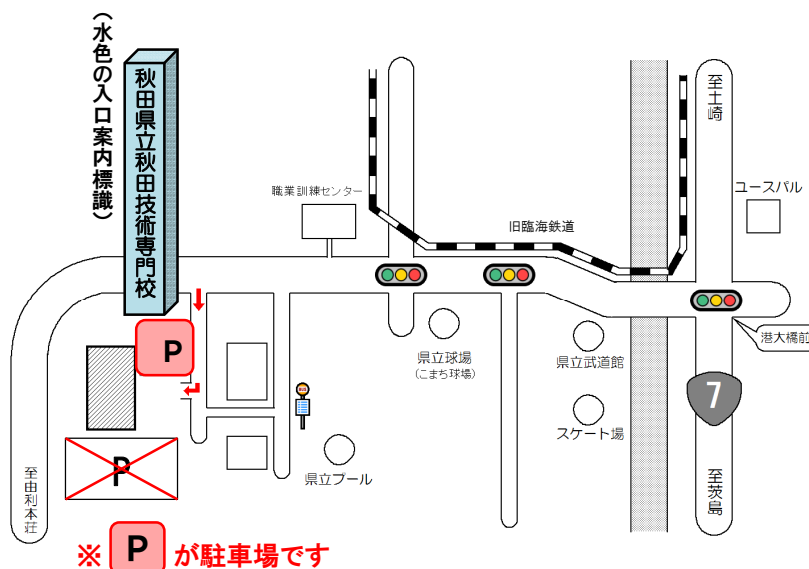 （水色の入口案内標識）
秋田県立秋田技術専門校
職業訓練センター
旧臨海鉄道
至土崎
ユースパル
港大橋前
県立球場
（こまち球場）
県立武道館
スケート場
7
P
BUS
県立プール
P
至由利本荘
至茨島
※ P が駐車場です